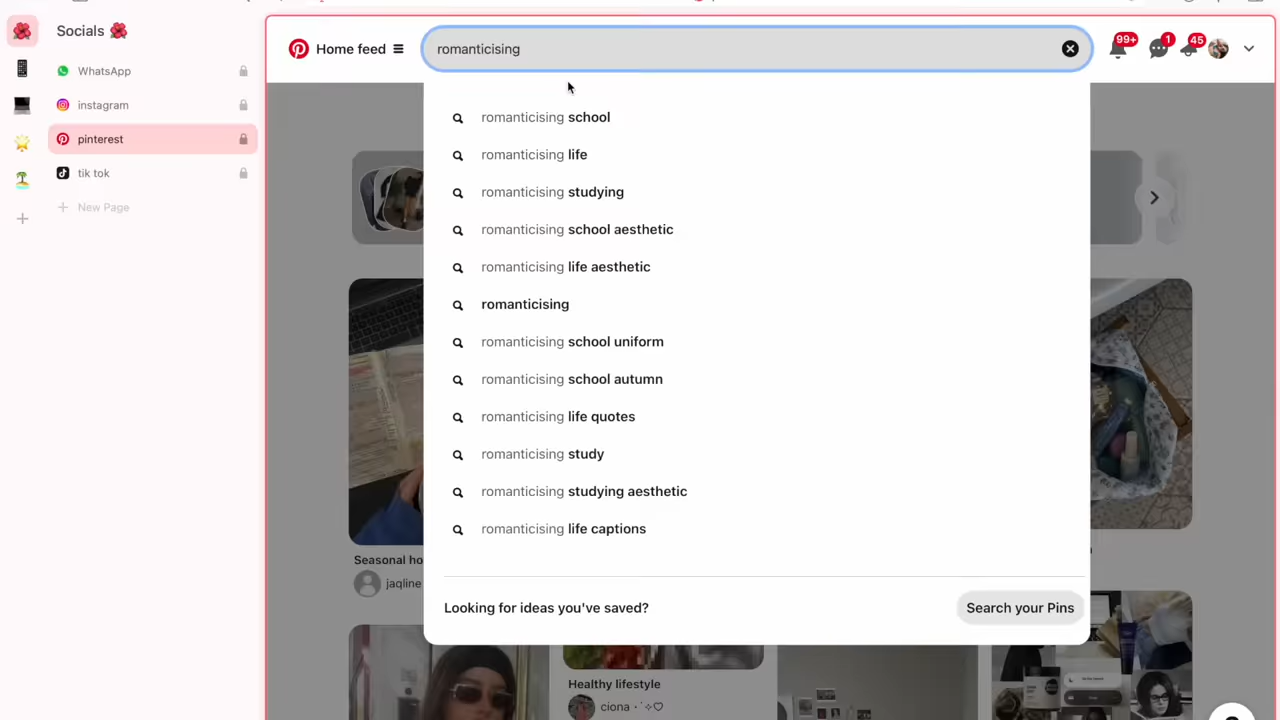 Socials 🌺
WhatsApp
instagram
pinterest
tik tok
New Page
Home feed
romanticising
99+
1
45
romanticising school
romanticising life
romanticising studying
romanticising school aesthetic
romanticising life aesthetic
romanticising
romanticising school uniform
romanticising school autumn
romanticising life quotes
romanticising study
romanticising studying aesthetic
romanticising life captions
Looking for ideas you've saved?
Search your Pins
Seasonal ho
jaqline
Healthy lifestyle
ciona